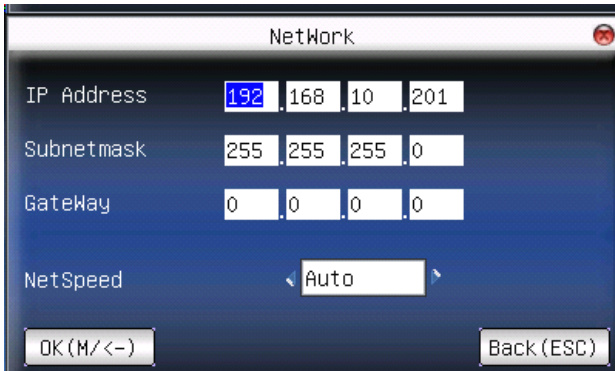 NetWork
IP Address 192 . 168 . 10 . 201
Subnetmask 255 . 255 . 255 . 0
GateWay 0 . 0 . 0 . 0
NetSpeed Auto
OK(M/<-) Back(ESC)